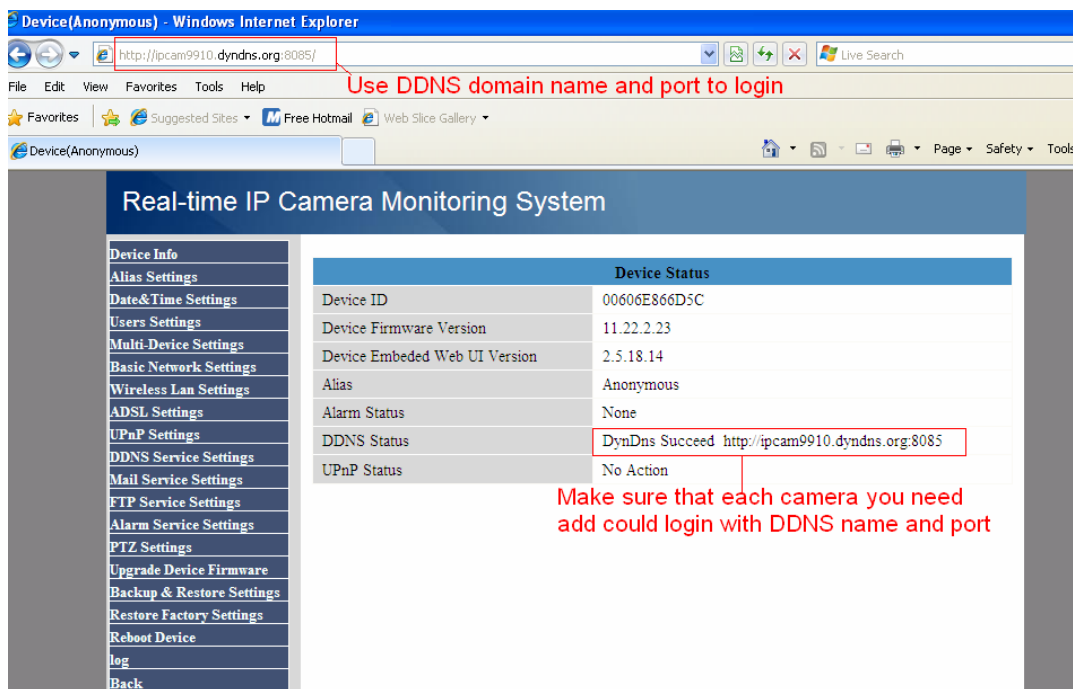 Device(Anonymous) - Windows Internet Explorer
http://ipcam9910.dyndns.org:8085/
Live Search
Use DDNS domain name and port to login
File Edit View Favorites Tools Help
Favorites Suggested Sites Free Hotmail Web Slice Gallery
Device(Anonymous)
Page Safety Tools
Real-time IP Camera Monitoring System
Device Info
Alias Settings
Date&Time Settings
Users Settings
Multi-Device Settings
Basic Network Settings
Wireless Lan Settings
ADSL Settings
UPnP Settings
DDNS Service Settings
Mail Service Settings
FTP Service Settings
Alarm Service Settings
PTZ Settings
Upgrade Device Firmware
Backup & Restore Settings
Restore Factory Settings
Reboot Device
log
Back
Device Status
Device ID 00606E866D5C
Device Firmware Version 11.22.2.23
Device Embeded Web UI Version 2.5.18.14
Alias Anonymous
Alarm Status None
DDNS Status DynDns Succeed http://ipcam9910.dyndns.org:8085
UPnP Status No Action
Make sure that each camera you need
add could login with DDNS name and port